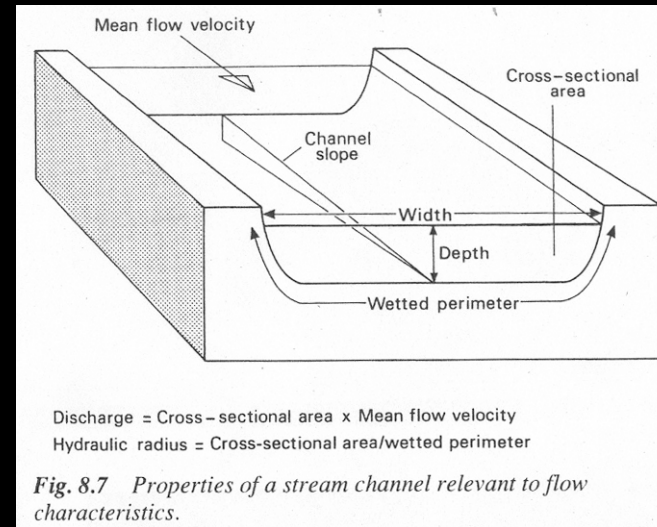 Mean flow velocity
Cross-sectional
area
Channel
slope
Width
Depth
Wetted perimeter
Discharge = Cross-sectional area x Mean flow velocity
Hydraulic radius = Cross-sectional area/wetted perimeter
Fig. 8.7 Properties of a stream channel relevant to flow
characteristics.